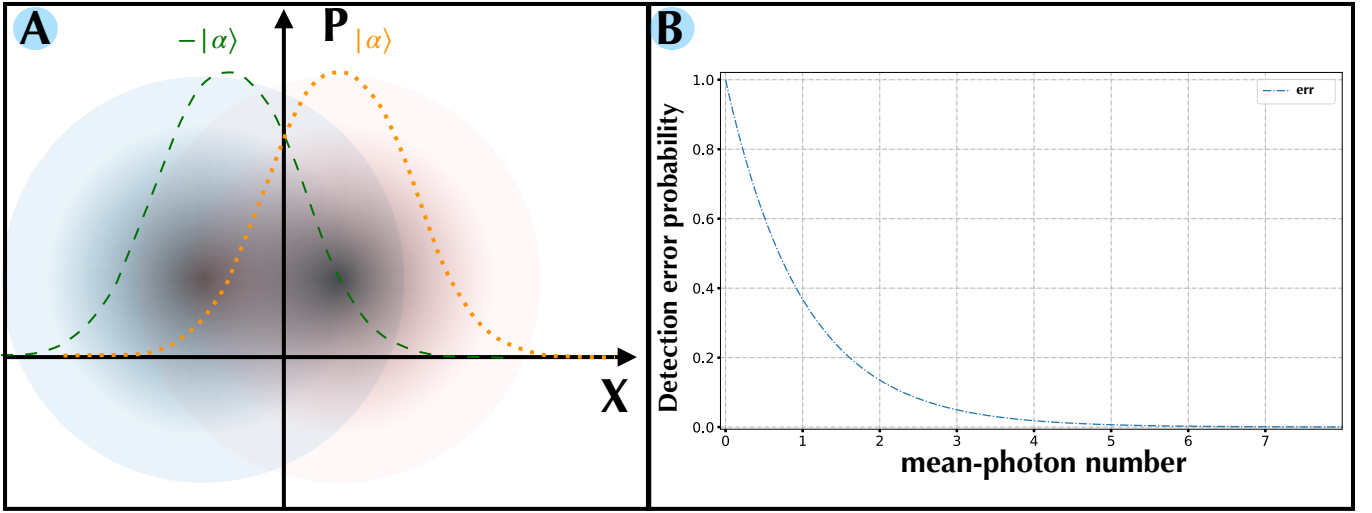 A
P
−|α⟩
|α⟩
X
B
Detection error probability
1.0
0.8
0.6
0.4
0.2
0.0
err
0 1 2 3 4 5 6 7
mean-photon number